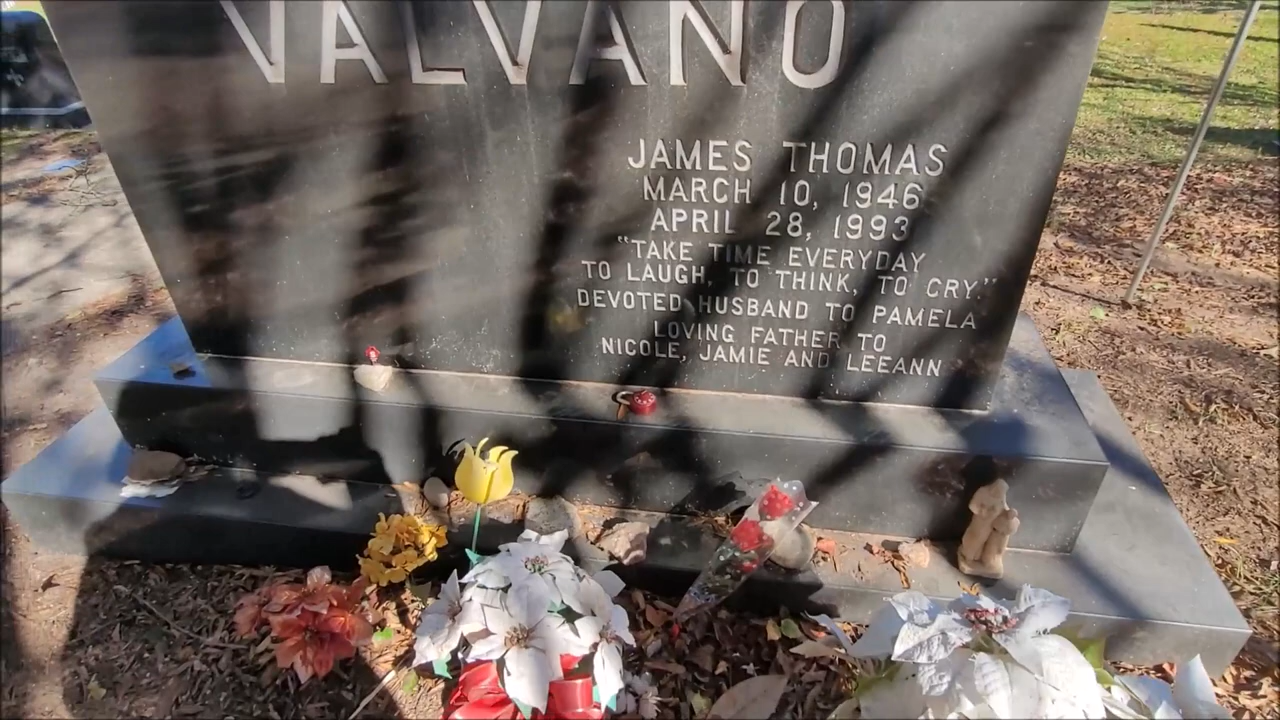 VALVANO
JAMES THOMAS
MARCH 10, 1946
APRIL 28, 1993
"TAKE TIME EVERYDAY
TO LAUGH, TO THINK, TO CRY."
DEVOTED HUSBAND TO PAMELA
LOVING FATHER TO
NICOLE, JAMIE AND LEEANN